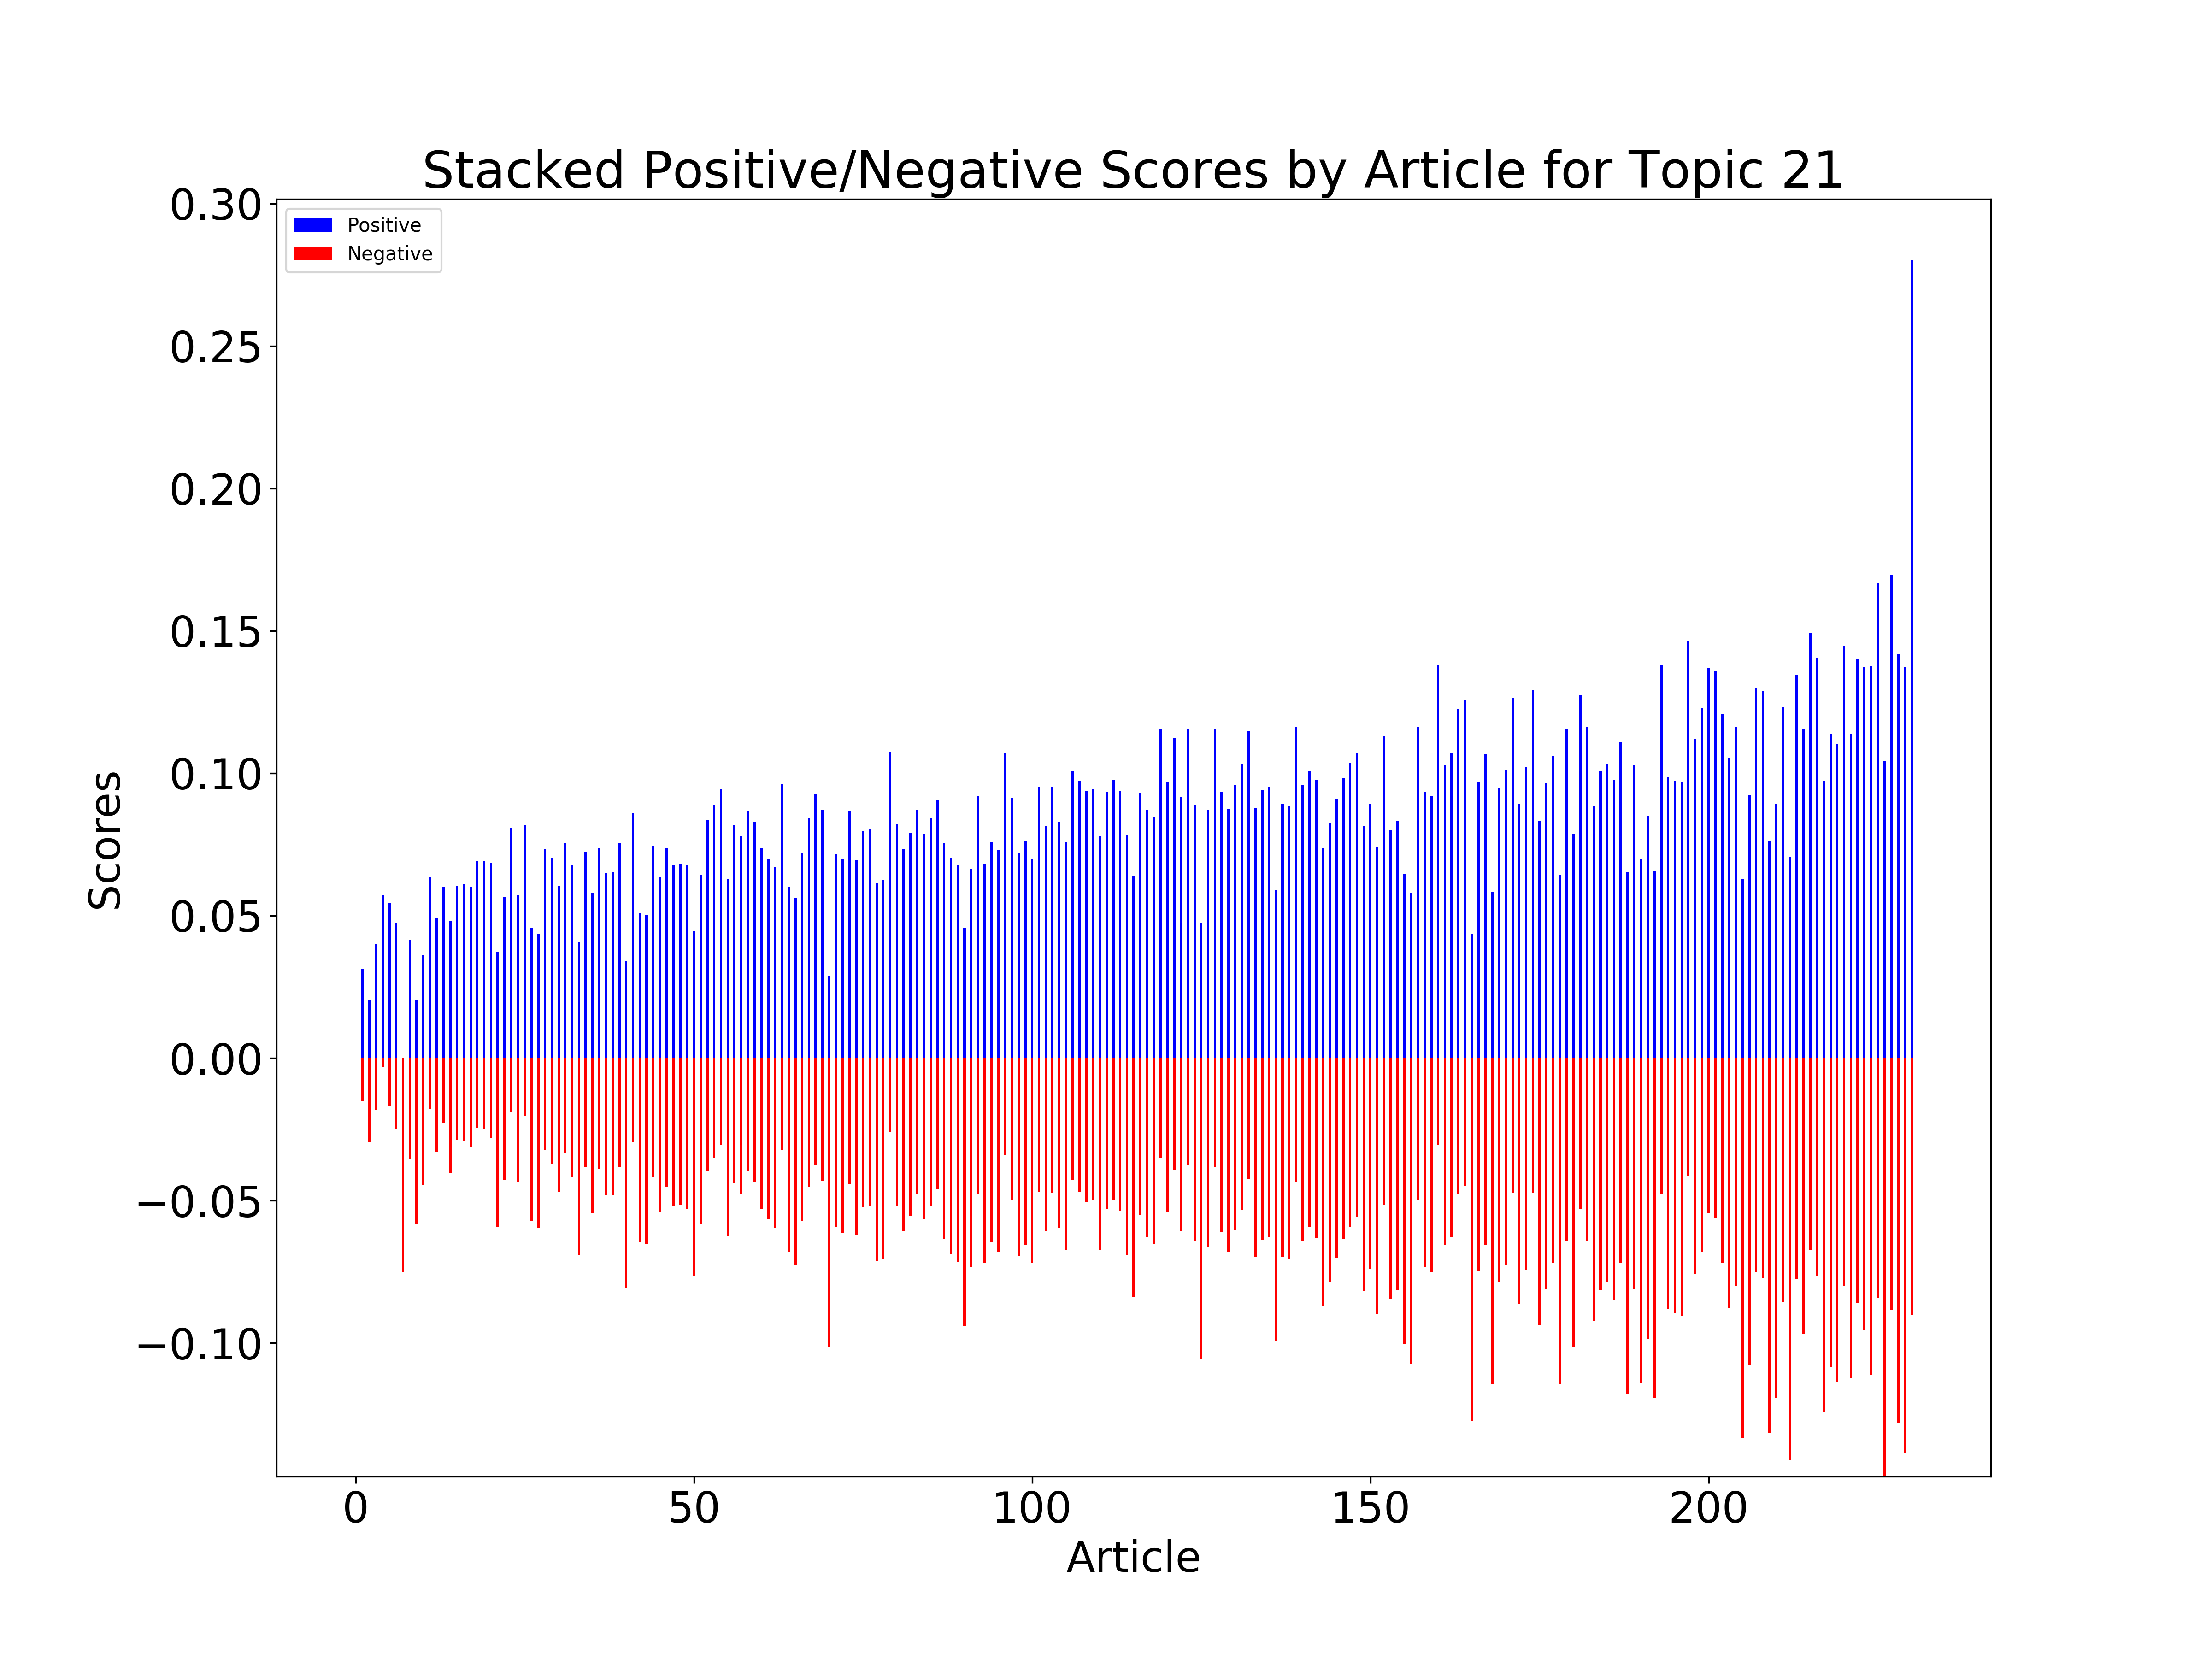 Stacked Positive/Negative Scores by Article for Topic 21
Positive
Negative
0.30
0.25
0.20
0.15
0.10
0.05
0.00
−0.05
−0.10
Scores
0 50 100 150 200
Article